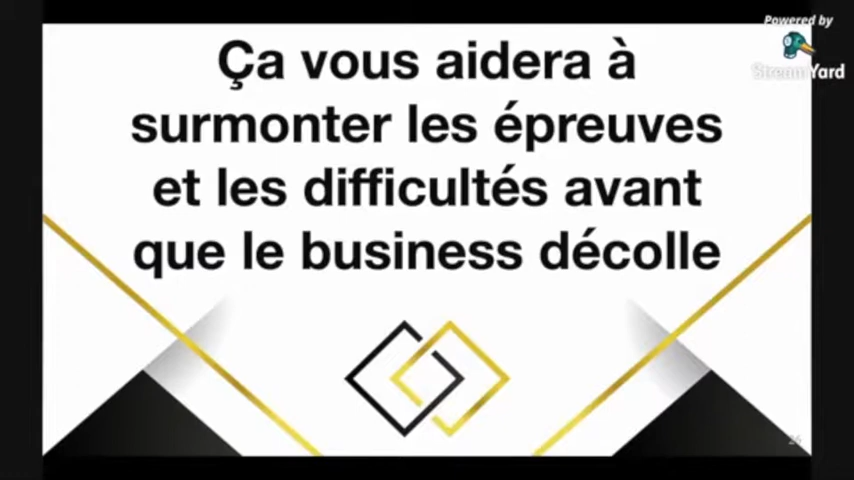 Powered by
StreamYard
Ça vous aidera à
surmonter les épreuves
et les difficultés avant
que le business décolle